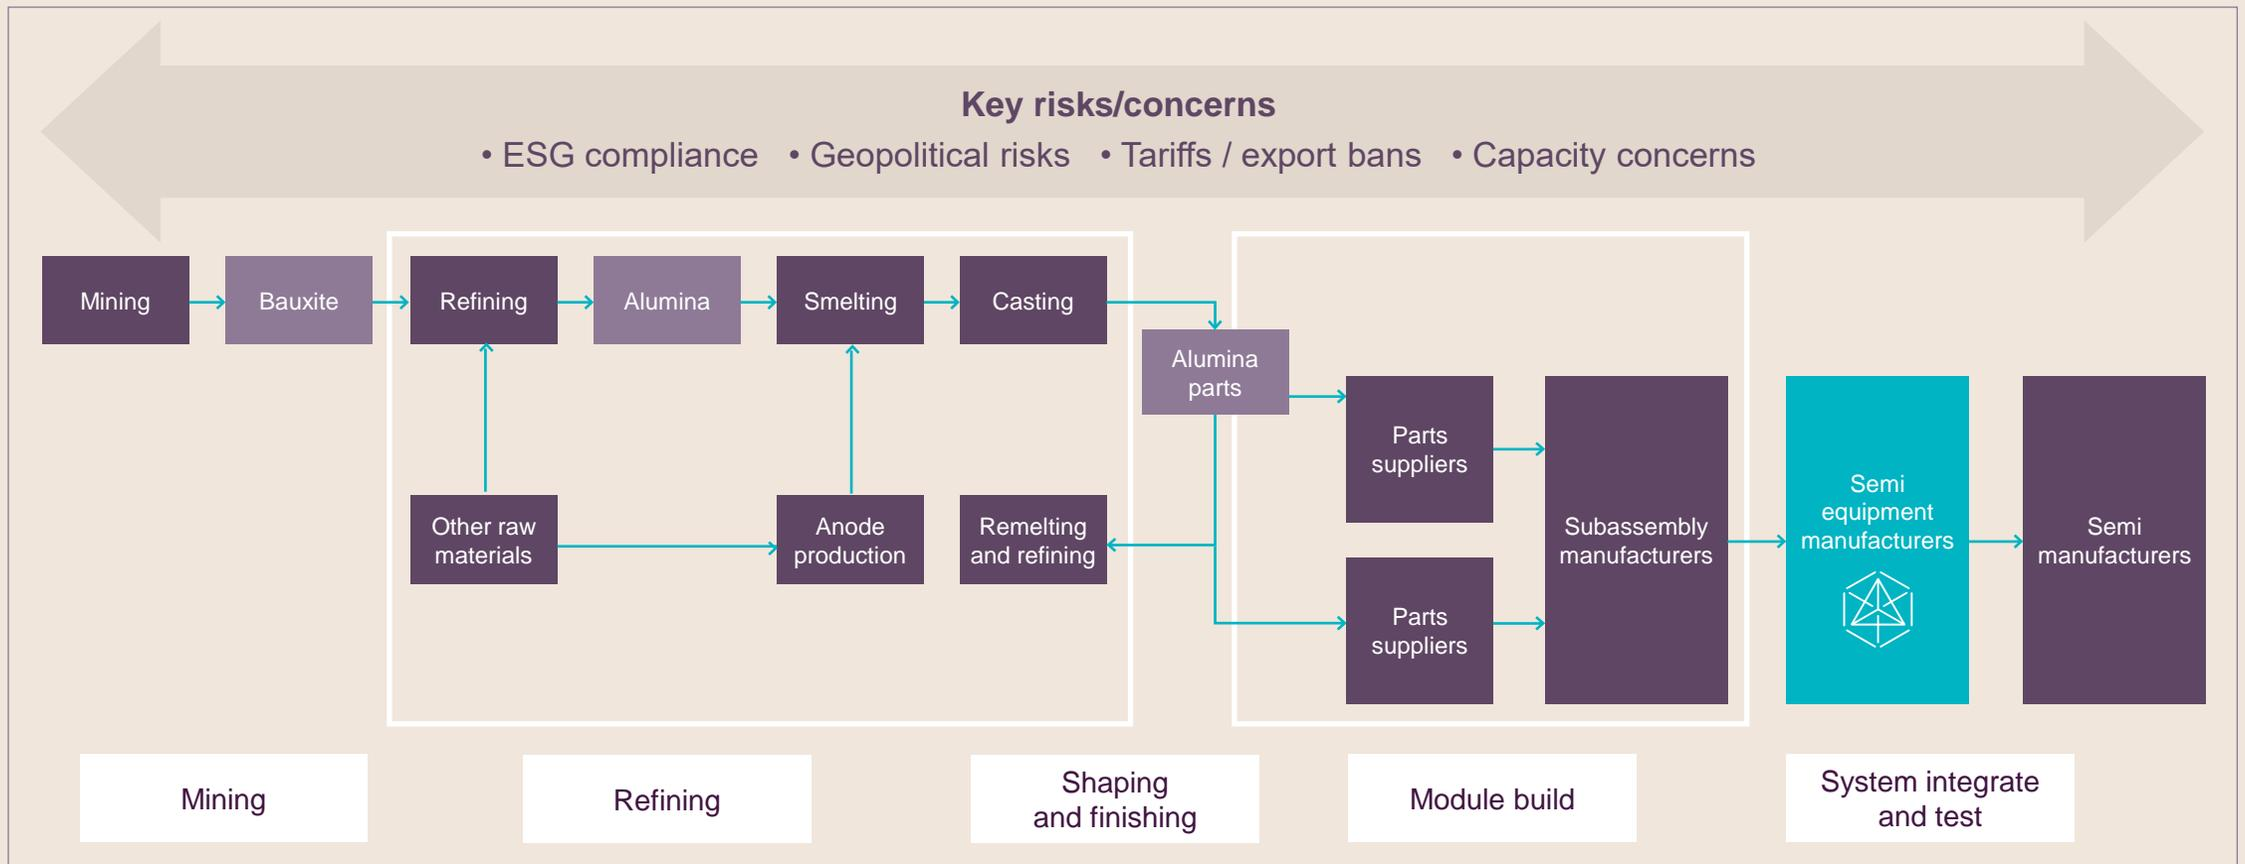 Key risks/concerns
• ESG compliance • Geopolitical risks • Tariffs / export bans • Capacity concerns
Mining
Bauxite
Refining
Alumina
Smelting
Casting
Alumina
parts
Other raw
materials
Anode
production
Remelting
and refining
Parts
suppliers
Parts
suppliers
Subassembly
manufacturers
Semi
equipment
manufacturers
Semi
manufacturers
Mining
Refining
Shaping
and finishing
Module build
System integrate
and test